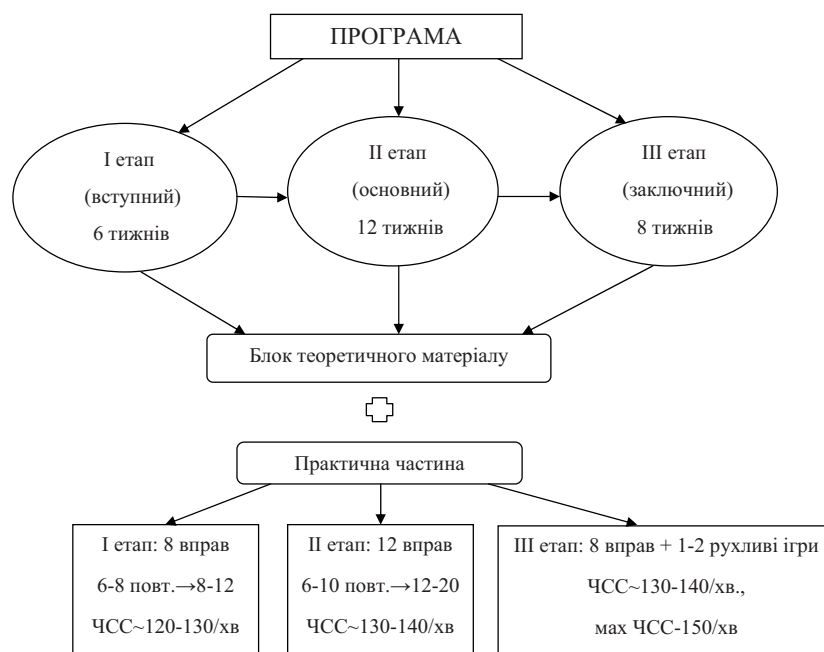 ПРОГРАМА
І етап
(вступний)
6 тижнів
ІІ етап
(основний)
12 тижнів
ІІІ етап
(заключний)
8 тижнів
Блок теоретичного матеріалу
Практична частина
І етап: 8 вправ
6-8 повт.→8-12
ЧСС~120-130/хв
ІІ етап: 12 вправ
6-10 повт.→12-20
ЧСС~130-140/хв
ІІІ етап: 8 вправ + 1-2 рухливі ігри
ЧСС~130-140/хв.,
мах ЧСС-150/хв